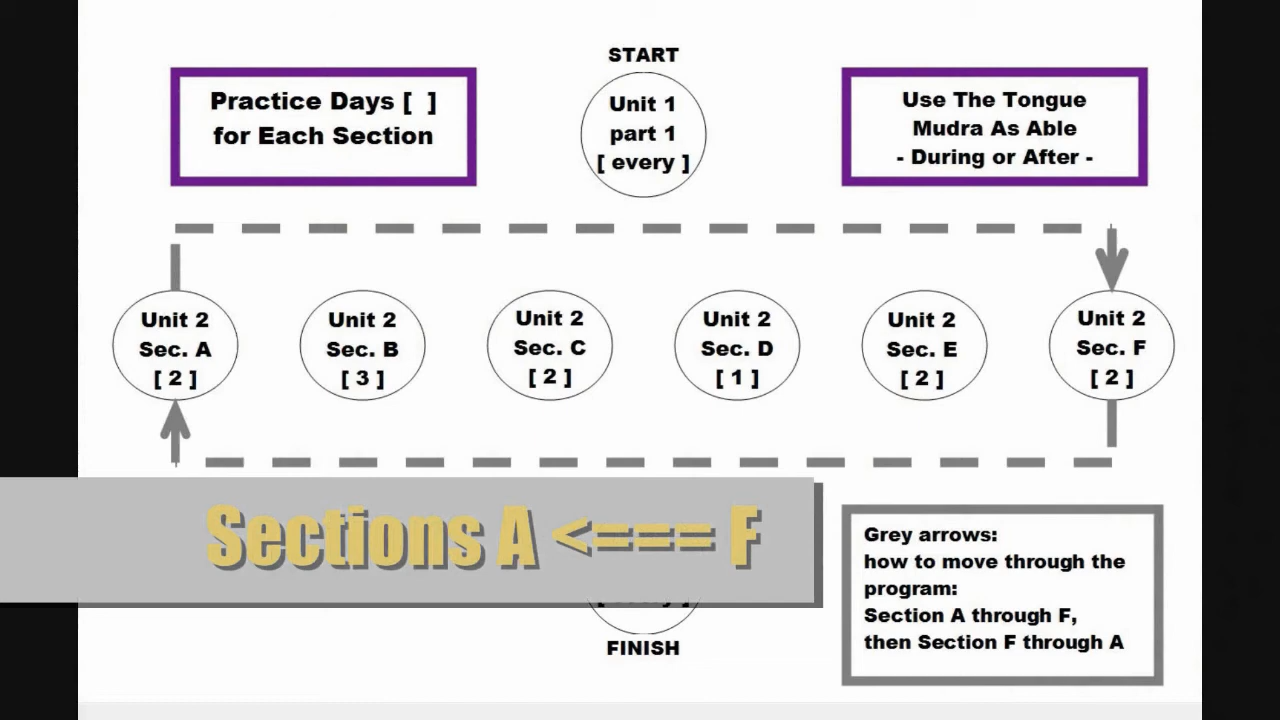 START
Practice Days [ ]
for Each Section
Unit 1
part 1
[ every ]
Use The Tongue
Mudra As Able
- During or After -
Unit 2
Sec. A
[ 2 ]
Unit 2
Sec. B
[ 3 ]
Unit 2
Sec. C
[ 2 ]
Unit 2
Sec. D
[ 1 ]
Unit 2
Sec. E
[ 2 ]
Unit 2
Sec. F
[ 2 ]
Sections A <=== F
Grey arrows:
how to move through the
program:
Section A through F,
then Section F through A
FINISH